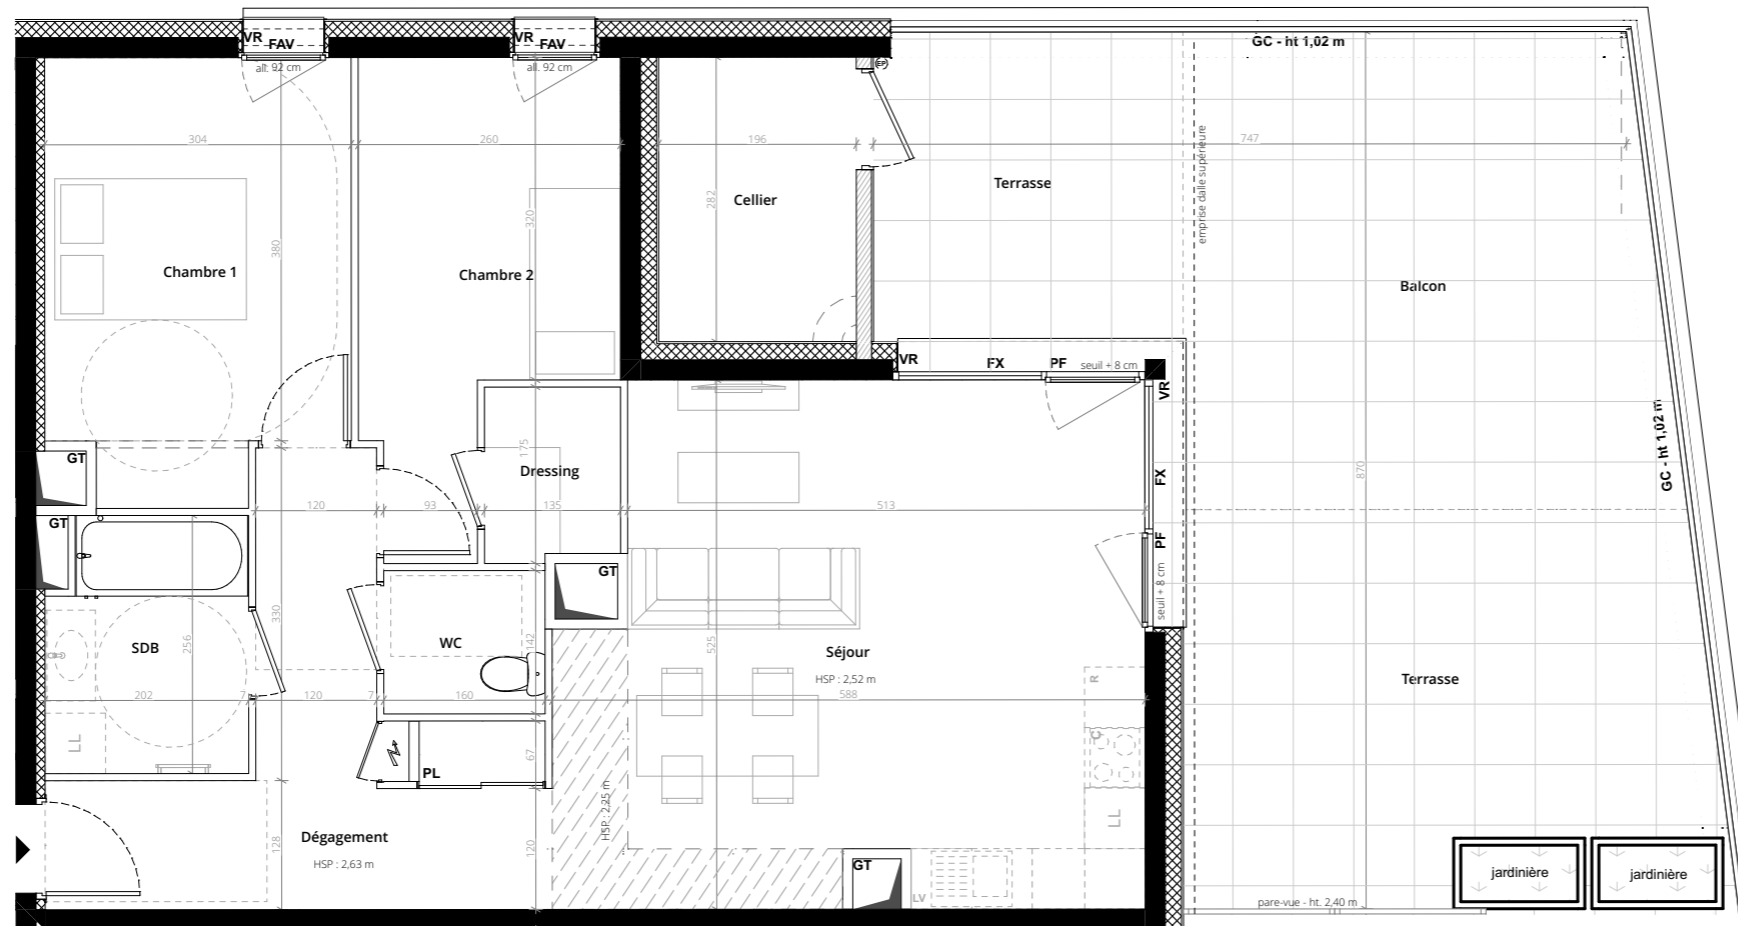 VR
FAV
all. 92 cm
VR
FAV
all. 92 cm
EP
GC - ht 1,02 m
304
260
196
747
emprise dalle supérieure
Terrasse
Cellier
282
320
380
Chambre 1
Chambre 2
Balcon
VR
FX
PF
seuil + 8 cm
VR
GC - ht 1,02 m
GT
175
Dressing
FX
870
120
93
135
513
GT
PF
GT
seuil + 8 cm
330
SDB
256
WC
142
525
Séjour
HSP : 2,52 m
R
Terrasse
202
7
120
7
160
588
LL
C
67
PL
HSP : 2,25 m
LL
Dégagement
HSP : 2,63 m
128
120
GT
LV
jardinière
jardinière
pare-vue - ht. 2,40 m